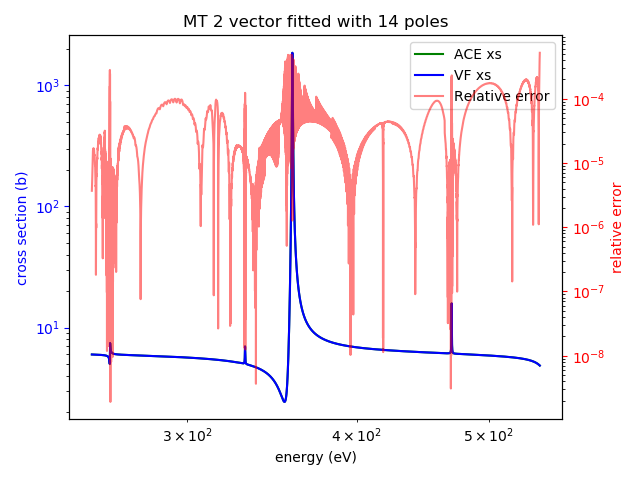 MT 2 vector fitted with 14 poles
ACE xs
VF xs
Relative error
cross section (b)
10³
10²
10¹
relative error
10⁻⁴
10⁻⁵
10⁻⁶
10⁻⁷
10⁻⁸
3 × 10²
4 × 10²
5 × 10²
energy (eV)